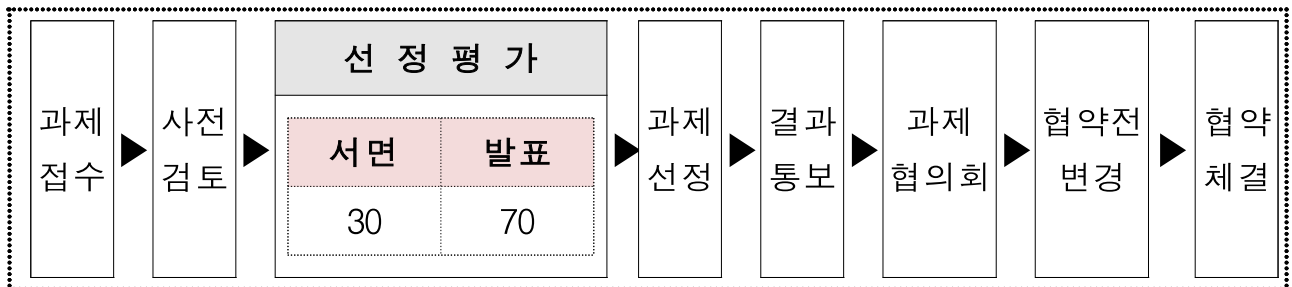 과제
접수
사전
검토
선 정 평 가
서면 발표
30 70
과제
선정
결과
통보
과제
협의회
협약전
변경
협약
체결